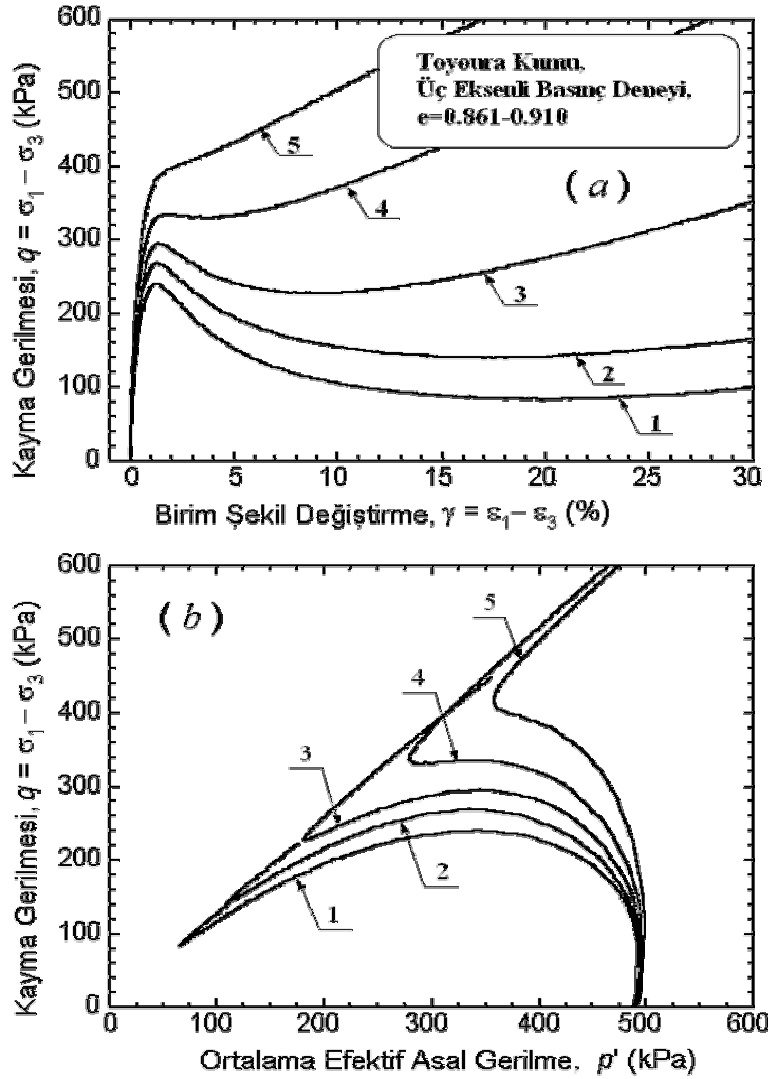 600
500
400
300
200
100
0
Kayma Gerilmesi, q = σ1 – σ3 (kPa)
Toyoura Kumu,
Üç Eksenli Basınç Deneyi,
e=0.861-0.910
( a )
5
4
3
2
1
0 5 10 15 20 25 30
Birim Şekil Değiştirme, γ = ε1– ε3 (%)
600
500
400
300
200
100
0
Kayma Gerilmesi, q = σ1 – σ3 (kPa)
( b )
5
4
3
2
1
0 100 200 300 400 500 600
Ortalama Efektif Asal Gerilme, p' (kPa)